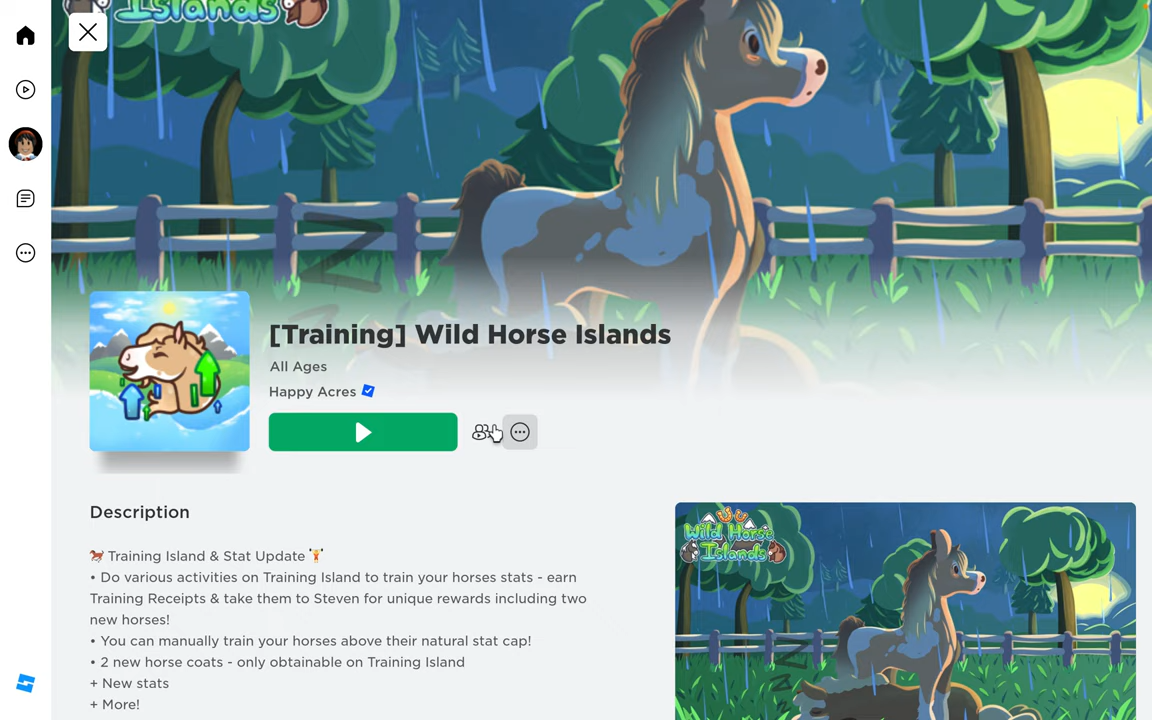 Islands
[Training] Wild Horse Islands
All Ages
Happy Acres
Description
Wild Horse
Islands
🐎 Training Island & Stat Update 🏋️
• Do various activities on Training Island to train your horses stats - earn
Training Receipts & take them to Steven for unique rewards including two
new horses!
• You can manually train your horses above their natural stat cap!
• 2 new horse coats - only obtainable on Training Island
+ New stats
+ More!